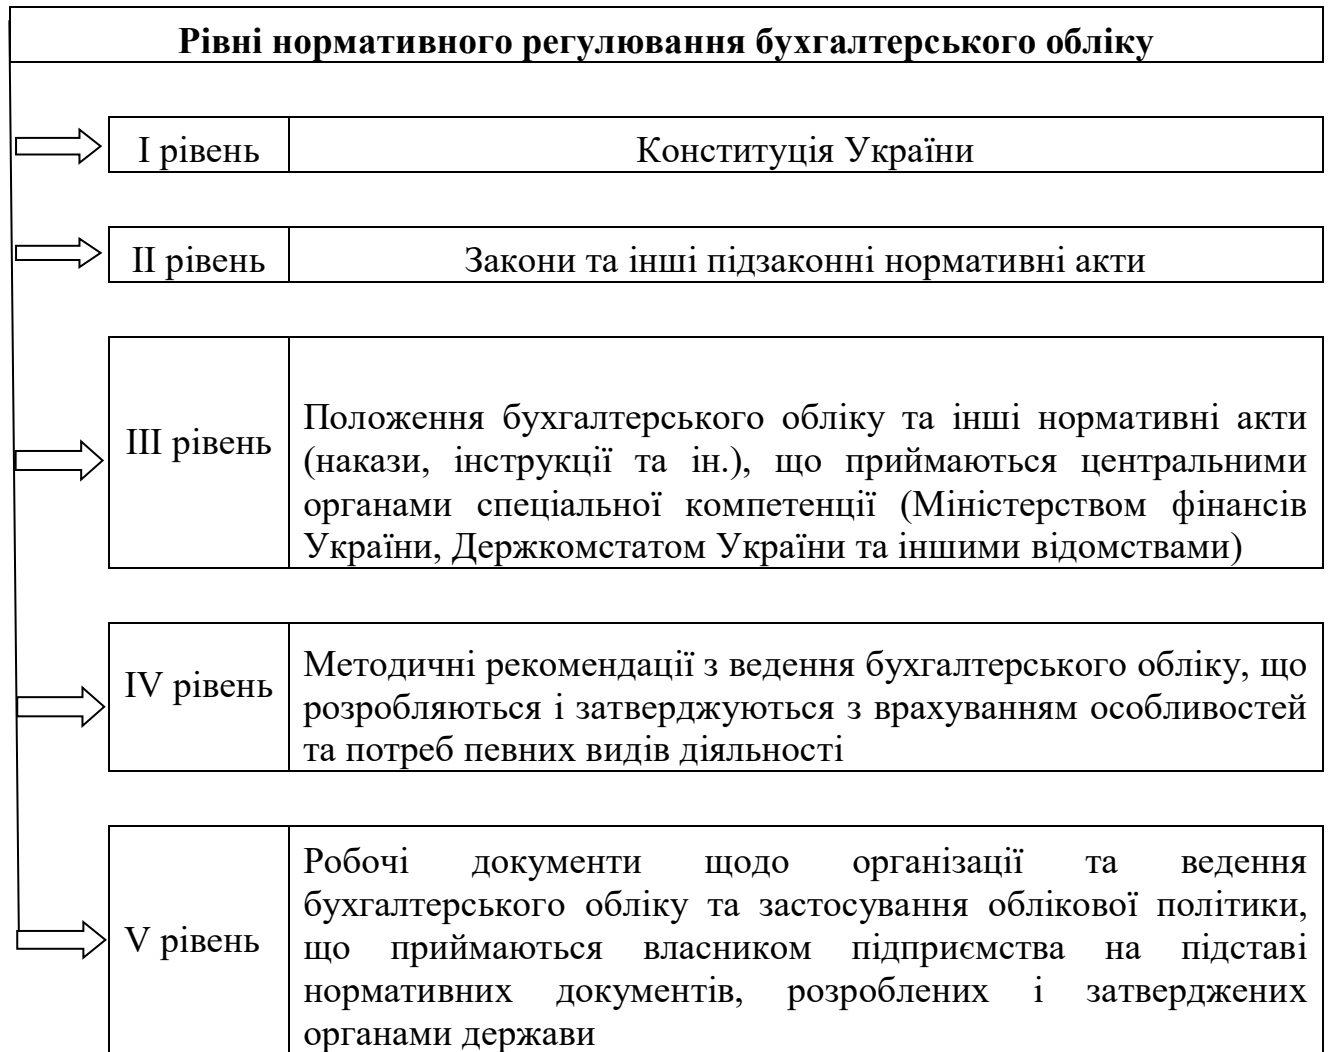 Рівні нормативного регулювання бухгалтерського обліку
І рівень
Конституція України
ІІ рівень
Закони та інші підзаконні нормативні акти
ІІІ рівень
Положення бухгалтерського обліку та інші нормативні акти
(накази, інструкції та ін.), що приймаються центральними
органами спеціальної компетенції (Міністерством фінансів
України, Держкомстатом України та іншими відомствами)
IV рівень
Методичні рекомендації з ведення бухгалтерського обліку, що
розробляються і затверджуються з врахуванням особливостей
та потреб певних видів діяльності
V рівень
Робочі документи щодо організації та ведення
бухгалтерського обліку та застосування облікової політики,
що приймаються власником підприємства на підставі
нормативних документів, розроблених і затверджених
органами держави